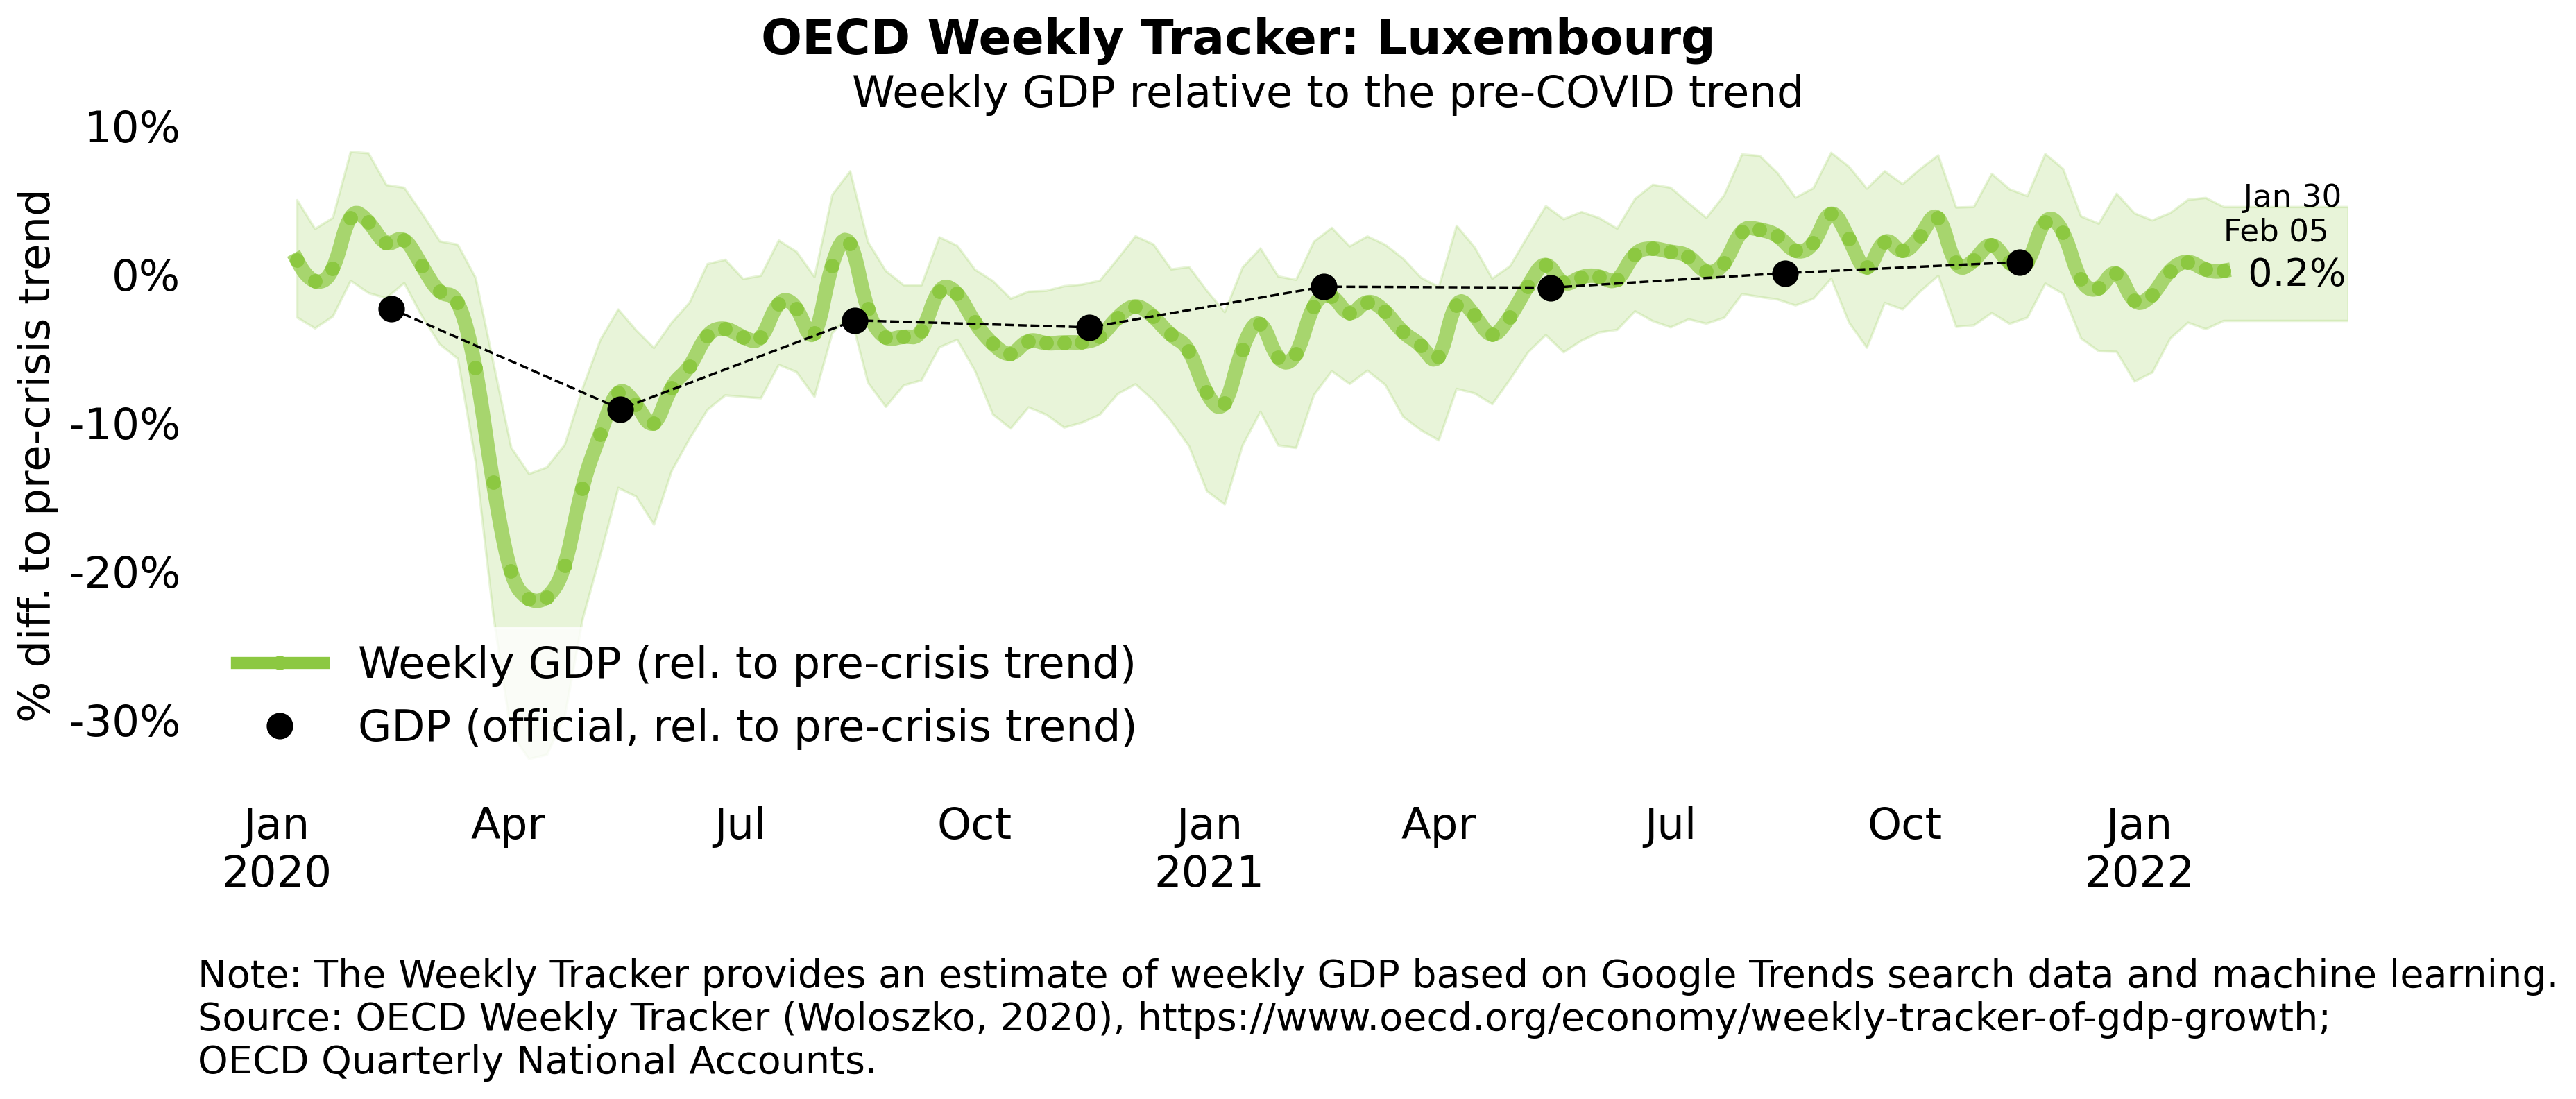 OECD Weekly Tracker: Luxembourg
Weekly GDP relative to the pre-COVID trend
% diff. to pre-crisis trend
10%
0%
-10%
-20%
-30%
Jan 30
Feb 05
0.2%
Weekly GDP (rel. to pre-crisis trend)
GDP (official, rel. to pre-crisis trend)
Jan Apr Jul Oct Jan Apr Jul Oct Jan
2020 2021 2022
Note: The Weekly Tracker provides an estimate of weekly GDP based on Google Trends search data and machine learning.
Source: OECD Weekly Tracker (Woloszko, 2020), https://www.oecd.org/economy/weekly-tracker-of-gdp-growth;
OECD Quarterly National Accounts.